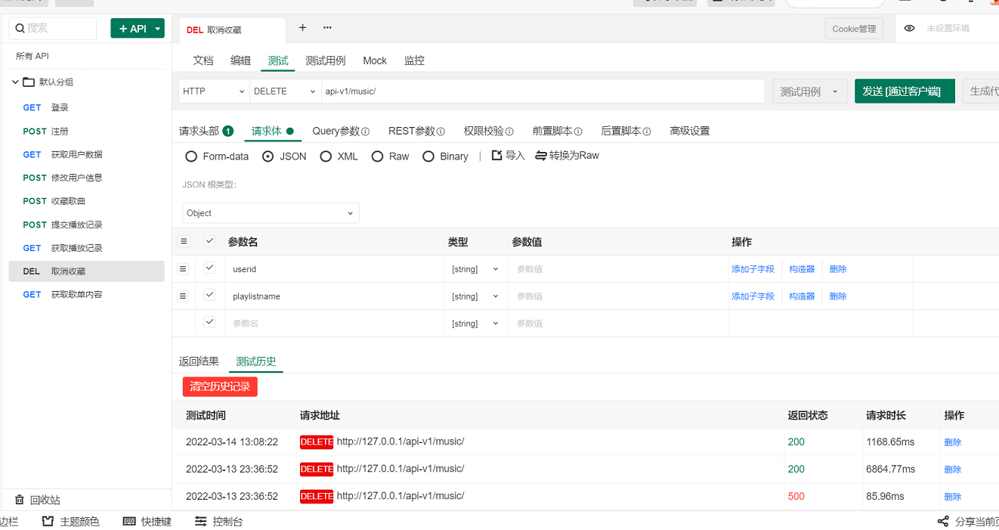 搜索
+ API
DEL 取消收藏
+
Cookie管理
未设置环境
所有 API
默认分组
GET 登录
POST 注册
GET 获取用户数据
POST 修改用户信息
POST 收藏歌曲
POST 提交播放记录
GET 获取播放记录
DEL 取消收藏
GET 获取歌单内容
回收站
文档 编辑 测试 测试用例 Mock 监控
HTTP DELETE api-v1/music/ 测试用例 发送 [通过客户端] 生成代
请求头部 1 请求体 Query参数 REST参数 权限校验 前置脚本 后置脚本 高级设置
Form-data JSON XML Raw Binary | 导入 转换为Raw
JSON 根类型:
Object
参数名 类型 参数值 操作
userid [string] 参数值 添加子字段 构造器 删除
playlistname [string] 参数值 添加子字段 构造器 删除
参数名 [string] 参数值
返回结果 测试历史
清空历史记录
测试时间 请求地址 返回状态 请求时长 操作
2022-03-14 13:08:22 DELETE http://127.0.0.1/api-v1/music/ 200 1168.65ms 删除
2022-03-13 23:36:52 DELETE http://127.0.0.1/api-v1/music/ 200 6864.77ms 删除
2022-03-13 23:36:52 DELETE http://127.0.0.1/api-v1/music/ 500 85.96ms 删除
边栏 主题颜色 快捷键 控制台 分享当前页